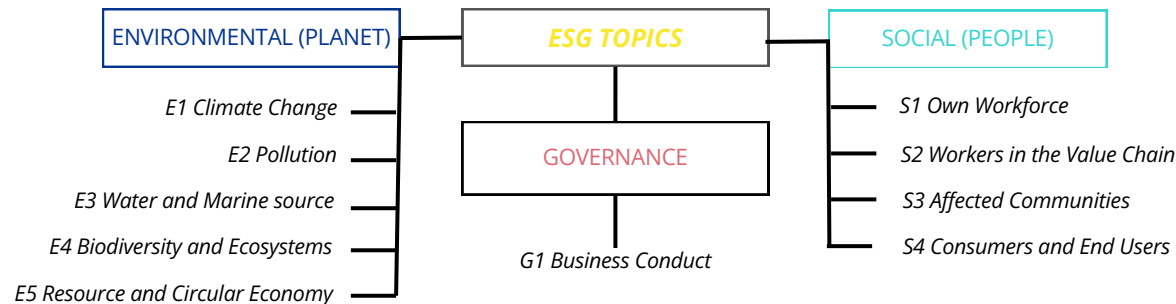 ENVIRONMENTAL (PLANET)
E1 Climate Change
E2 Pollution
E3 Water and Marine source
E4 Biodiversity and Ecosystems
E5 Resource and Circular Economy
ESG TOPICS
GOVERNANCE
G1 Business Conduct
SOCIAL (PEOPLE)
S1 Own Workforce
S2 Workers in the Value Chain
S3 Affected Communities
S4 Consumers and End Users